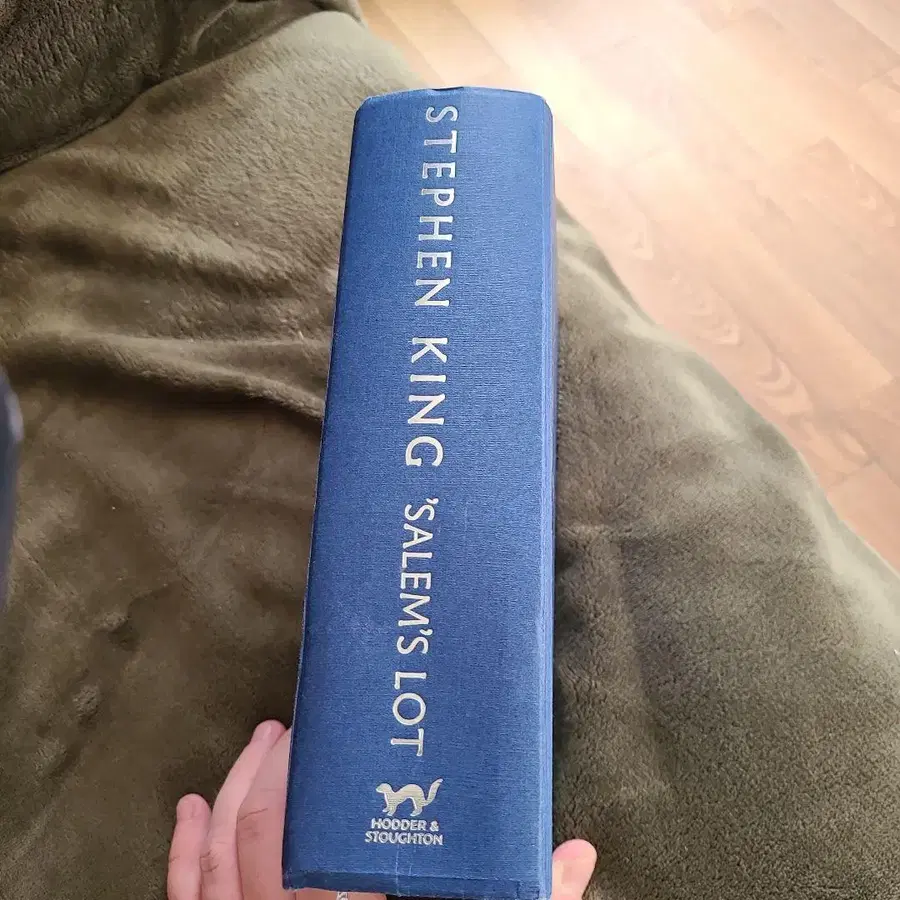 STEPHEN KING 'SALEM'S LOT
HODDER &
STOUGHTON